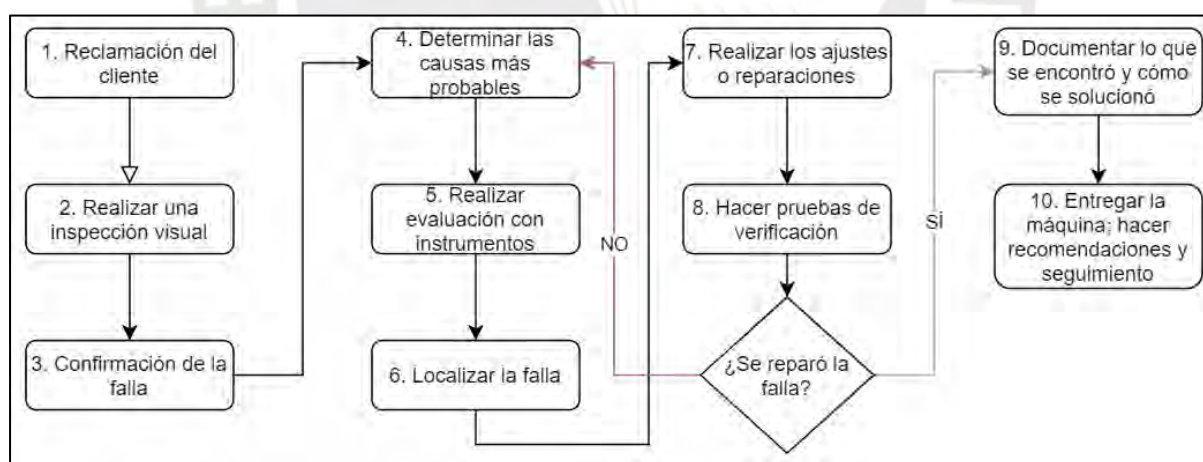 1. Reclamación del
cliente
2. Realizar una
inspección visual
3. Confirmación de la
falla
4. Determinar las
causas más
probables
5. Realizar
evaluación con
instrumentos
6. Localizar la falla
7. Realizar los ajustes
o reparaciones
8. Hacer pruebas de
verificación
¿Se reparó la
falla?
NO
SÍ
9. Documentar lo que
se encontró y cómo
se solucionó
10. Entregar la
máquina; hacer
recomendaciones y
seguimiento